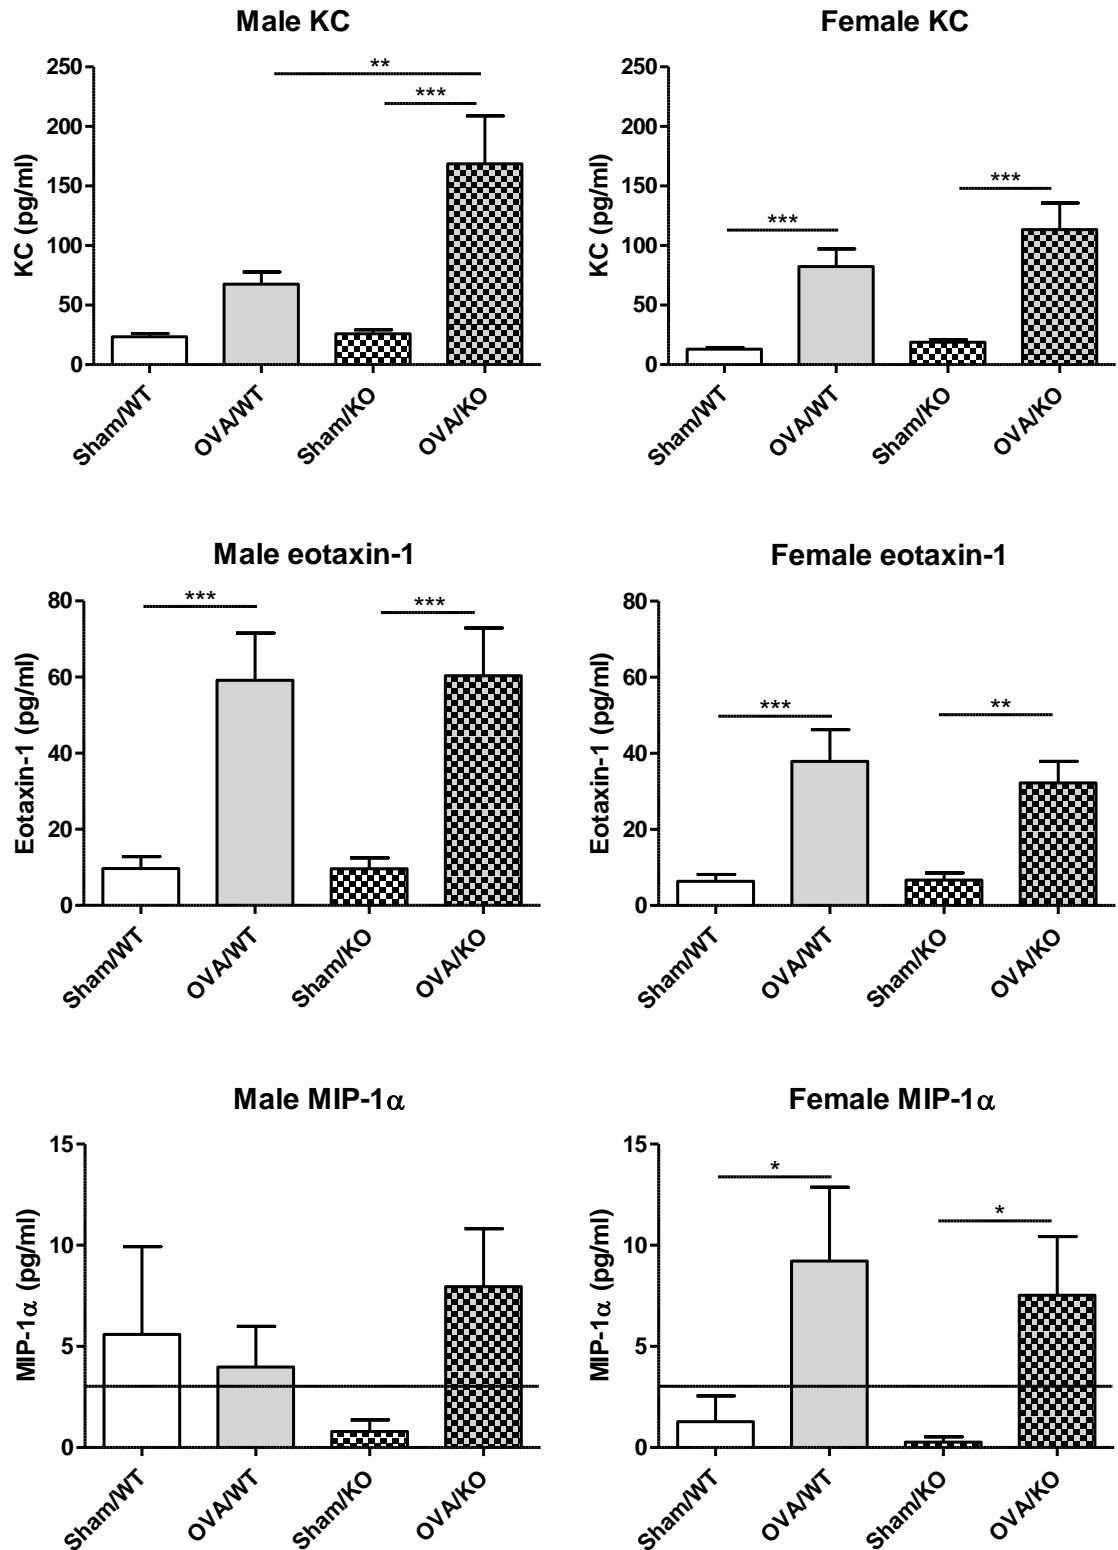 Male KC
KC (pg/ml)
250
200
150
100
50
0
**
***
Sham/WT
OVA/WT
Sham/KO
OVA/KO
Female KC
KC (pg/ml)
250
200
150
100
50
0
***
***
Sham/WT
OVA/WT
Sham/KO
OVA/KO
Male eotaxin-1
Eotaxin-1 (pg/ml)
80
60
40
20
0
***
***
Sham/WT
OVA/WT
Sham/KO
OVA/KO
Female eotaxin-1
Eotaxin-1 (pg/ml)
80
60
40
20
0
***
**
Sham/WT
OVA/WT
Sham/KO
OVA/KO
Male MIP-1α
MIP-1α (pg/ml)
15
10
5
0
Sham/WT
OVA/WT
Sham/KO
OVA/KO
Female MIP-1α
MIP-1α (pg/ml)
15
10
5
0
*
*
Sham/WT
OVA/WT
Sham/KO
OVA/KO